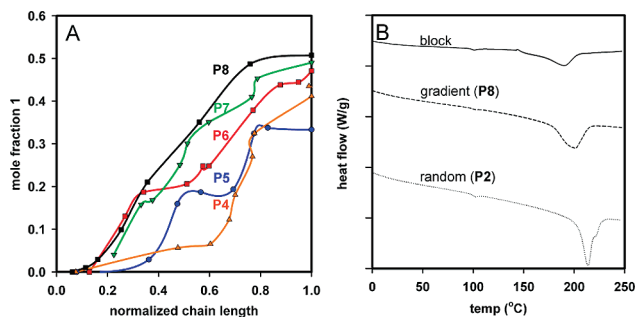 A
mole fraction 1
0.5
0.4
0.3
0.2
0.1
0.0
P8
P7
P6
P5
P4
0.0 0.2 0.4 0.6 0.8 1.0
normalized chain length
B
heat flow (W/g)
block
gradient (P8)
random (P2)
0 50 100 150 200 250
temp (°C)